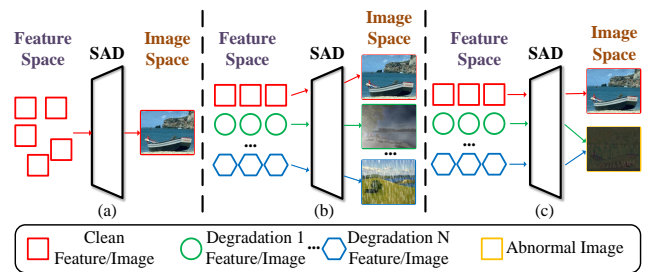 Feature Space
SAD
Image Space
(a)
Feature Space
SAD
Image Space
...
...
(b)
Feature Space
SAD
Image Space
...
(c)
Clean Feature/Image
Degradation 1 Feature/Image
...
Degradation N Feature/Image
Abnormal Image